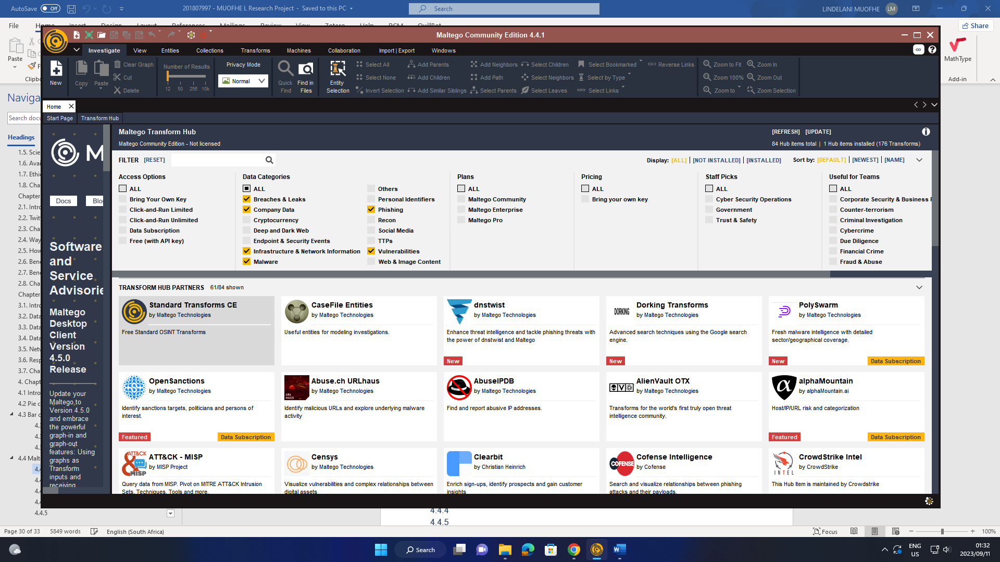 AutoSave Off
201807997 - MUOFHE L Research Project - Saved to this PC
Search
LINDELANI MUOFHE LM
File
Share
Maltego Community Edition 4.4.1
Investigate View Entities Collections Transforms Machines Collaboration Import | Export Windows
Paste
Clipb
MathType
Add-in
New
Copy
Paste
Clear Graph
Cut
Delete
Number of Results
12 50 256 10k
Privacy Mode
Normal
Quick Find
Find in Files
Entity Selection
Select All
Select None
Invert Selection
Add Parents
Add Children
Add Similar Siblings
Add Neighbors
Add Path
Select Parents
Select Children
Select Neighbors
Select Leaves
Select Bookmarked
Select by Type
Select Links
Reverse Links
Zoom to Fit
Zoom 100%
Zoom to
Zoom In
Zoom Out
Zoom Selection
Naviga
Search docu
Headings
1.5. Scie
1.6. Avai
1.7. Ethi
1.8. Cha
Chapter
2.1. Intro
2.2. Twit
2.3. Cha
2.4. Way
2.5. How
2.6. Bene
2.7. Bene
2.8. Cha
Chapter
3.1. Intro
3.2. Data
3.3. Data
3.4. Data
3.5. Netv
3.6. Resp
3.7. Cha
4. Chapt
4.1 Intro
4.2 Pie c
4.3 Bar c
4.4 Malt
4.4.5
Home
Start Page Transform Hub
M
Docs Blo
Software and Service Advisorie
Maltego Desktop Client Version 4.5.0 Release
Update your
Maltego to
Version 4.5.0
and embrace
the powerful
graph-in and
graph-out
features: Using
graphs as
Transform
inputs and
receiving
Maltego Transform Hub
Maltego Community Edition - Not licensed
[REFRESH] [UPDATE]
84 Hub items total | 1 Hub items installed (176 Transforms)
FILTER [RESET]
Display: [ALL] | [NOT INSTALLED] | [INSTALLED]
Sort by: [DEFAULT] | [NEWEST] | [NAME]
Access Options
ALL
Bring Your Own Key
Click-and-Run Limited
Click-and-Run Unlimited
Data Subscription
Free (with API key)
Data Categories
ALL
Breaches & Leaks
Company Data
Cryptocurrency
Deep and Dark Web
Endpoint & Security Events
Infrastructure & Network Information
Malware
Others
Personal Identifiers
Phishing
Recon
Social Media
TTPs
Vulnerabilities
Web & Image Content
Plans
ALL
Maltego Community
Maltego Enterprise
Maltego Pro
Pricing
ALL
Bring your own key
Staff Picks
ALL
Cyber Security Operations
Government
Trust & Safety
Useful for Teams
ALL
Corporate Security & Business
Counter-terrorism
Criminal Investigation
Cybercrime
Due Diligence
Financial Crime
Fraud & Abuse
TRANSFORM HUB PARTNERS 61/84 shown
Standard Transforms CE
by Maltego Technologies
Free Standard OSINT Transforms
CaseFile Entities
by Maltego Technologies
Useful entities for modeling investigations.
dnstwist
by Maltego Technologies
Enhance threat intelligence and tackle phishing threats with
the power of dnstwist and Maltego
New
DORKING
Dorking Transforms
by Maltego Technologies
Advanced search techniques using the Google search
engine.
New
PolySwarm
by Maltego Technologies
Fresh malware intelligence with detailed
sector/geographical coverage.
New
Data Subscription
OpenSanctions
by Maltego Technologies
Identify sanctions targets, politicians and persons of
interest.
Featured
Data Subscription
URL HAUS
Abuse.ch URLhaus
by Maltego Technologies
Identify malicious URLs and explore underlying malware
activity
AbuseIPDB
by Maltego Technologies
Find and report abusive IP addresses.
AlienVault OTX
by Maltego Technologies
Transforms for the world's first truly open threat
intelligence community.
alphaMountain
by alphaMountain.ai
Host/IP/URL risk and categorization
Featured
Data Subscription
ATT&CK & MISP
ATT&CK - MISP
by MISP Project
Query data from MISP. Pivot on MITRE ATT&CK Intrusion
Sets, Techniques, Tools and more.
Censys
by Maltego Technologies
Visualize vulnerabilities and complex relationships between
digital assets
Clearbit
by Christian Heinrich
Enrich sign-ups, identify prospects and gain customer
insights
COFENSE
Cofense Intelligence
by Cofense
Search and visualize relationships between phishing
attacks and their payloads.
INTEL
CrowdStrike Intel
by CrowdStrike
This Hub Item is maintained by Crowdstrike
4.4.4
4.4.5
Page 30 of 33 5849 words English (South Africa)
Focus
100%
Search
ENG
US
01:32
2023/09/11